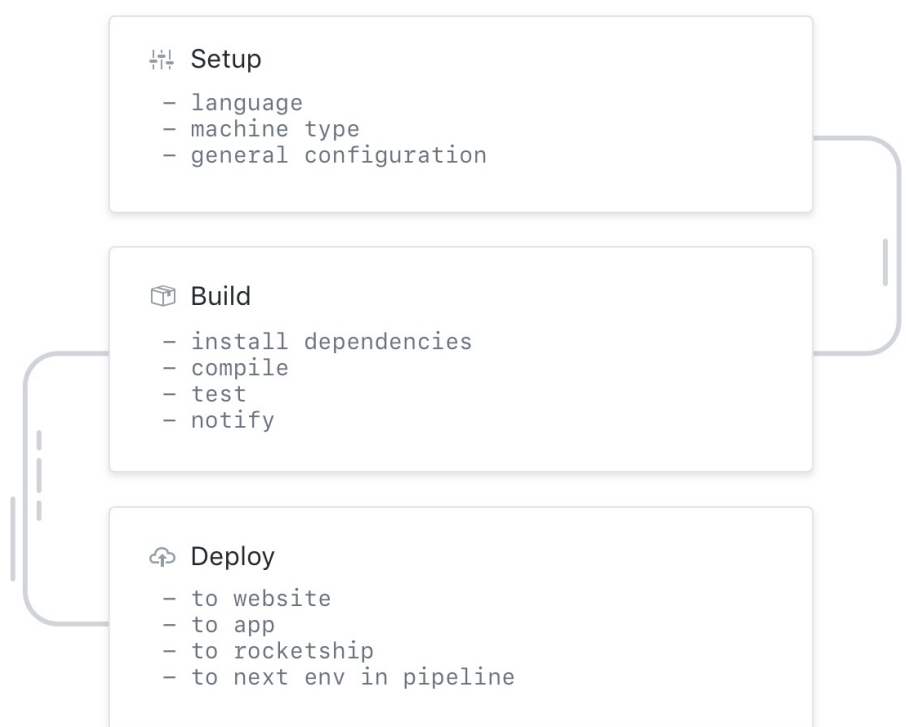 Setup
– language
– machine type
– general configuration
Build
– install dependencies
– compile
– test
– notify
Deploy
– to website
– to app
– to rocketship
– to next env in pipeline